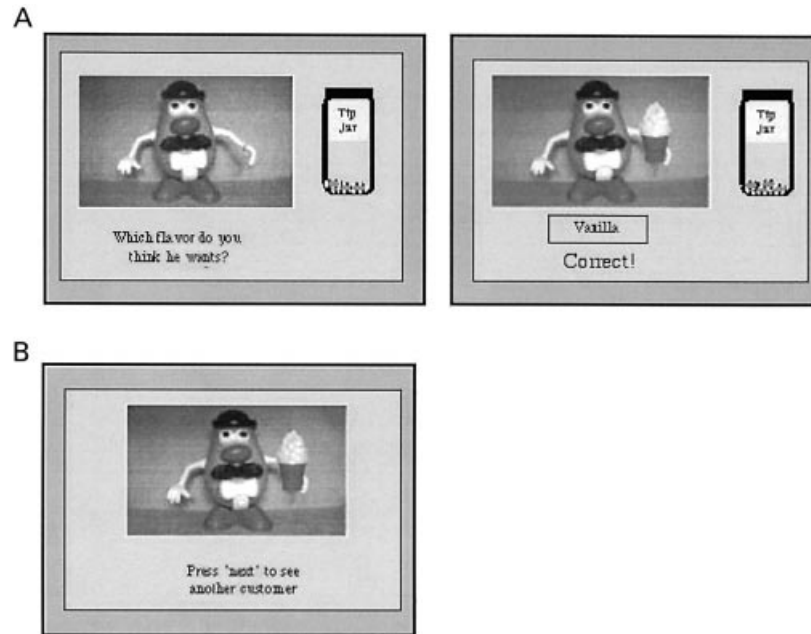 A
Tip
Jar
Which flavor do you
think he wants?
Tip
Jar
Vanilla
Correct!
B
Press "next" to see
another customer